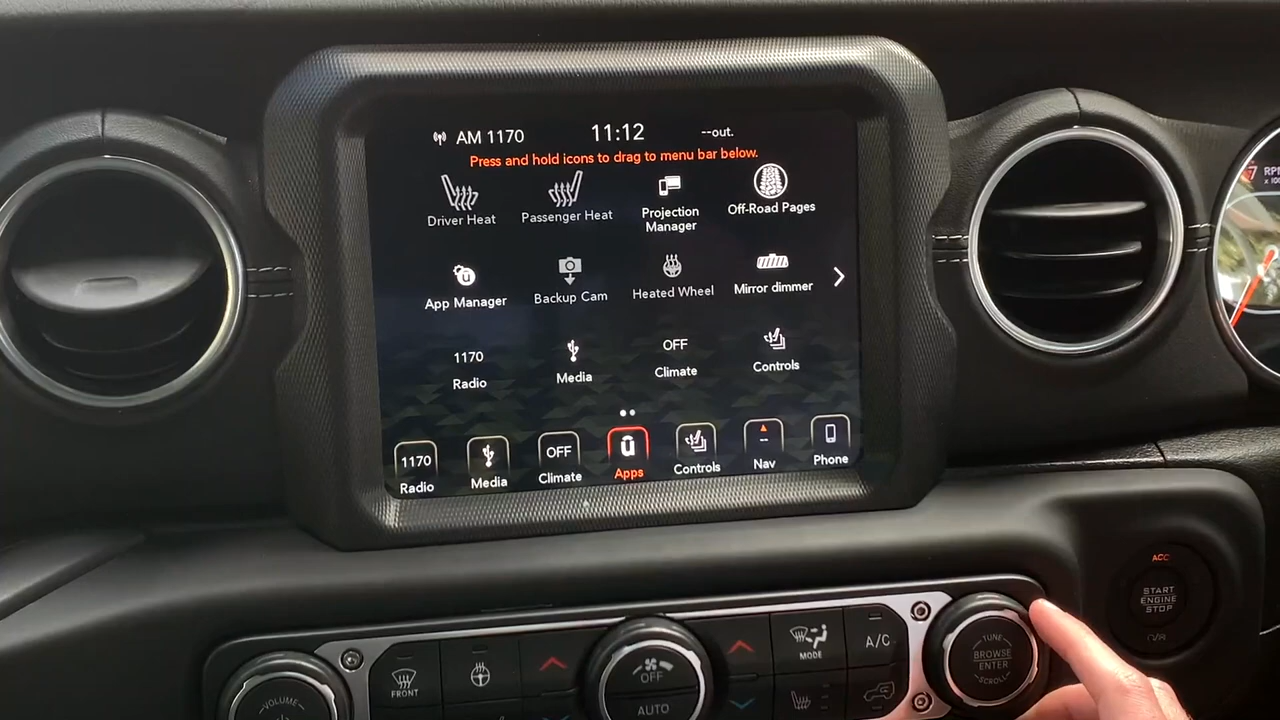 AM 1170 11:12 --out.
Press and hold icons to drag to menu bar below.
Driver Heat Passenger Heat Projection Manager Off-Road Pages
App Manager Backup Cam Heated Wheel Mirror dimmer
1170 OFF
Radio Media Climate Controls
1170 OFF --
Radio Media Climate Apps Controls Nav Phone
RPM
x 100
ACC
START
ENGINE
STOP
VOLUME
FRONT
OFF
AUTO
MODE
A/C
TUNE
BROWSE
ENTER
SCROLL